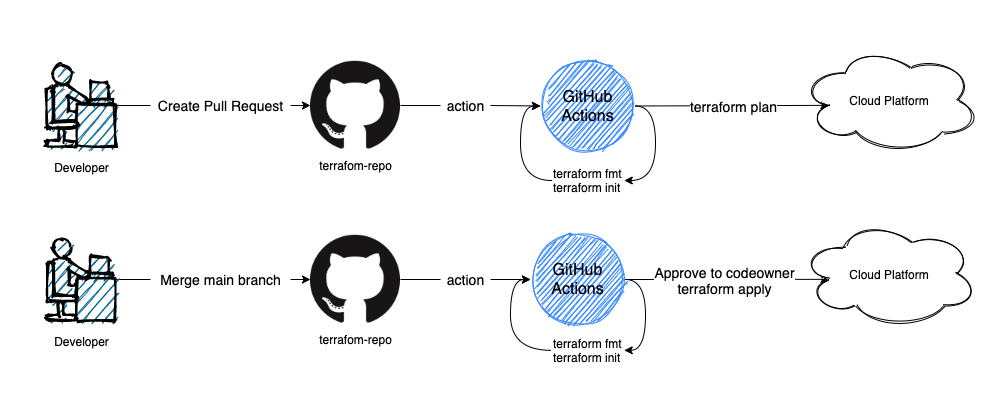 Create Pull Request
action
GitHub
Actions
terraform plan
Cloud Platform
Developer
terrafom-repo
terraform fmt
terraform init
Merge main branch
action
GitHub
Actions
Approve to codeowner
terraform apply
Cloud Platform
Developer
terrafom-repo
terraform fmt
terraform init